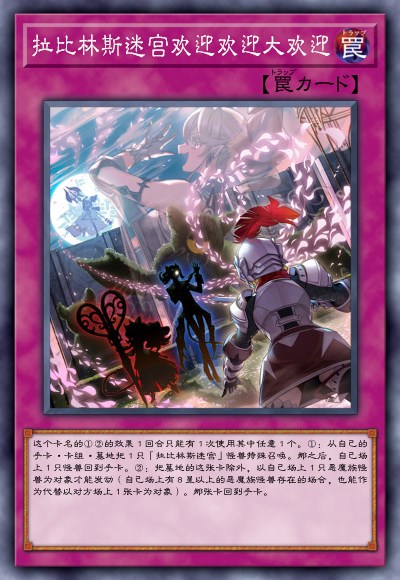 拉比林斯迷宫欢迎欢迎大欢迎
罠
トラップ
【罠カード】
トラップ
这个卡名的①②的效果1回合只能有1次使用其中任意1个。①：从自己的
手卡·卡组·墓地把1只「拉比林斯迷宫」怪兽特殊召唤。那之后，自己场
上1只怪兽回到手卡。②：把墓地的这张卡除外，以自己场上1只恶魔族怪
兽为对象才能发动（自己场上有8星以上的恶魔族怪兽存在的场合，也能作
为代替以对方场上1张卡为对象）。那张卡回到手卡。